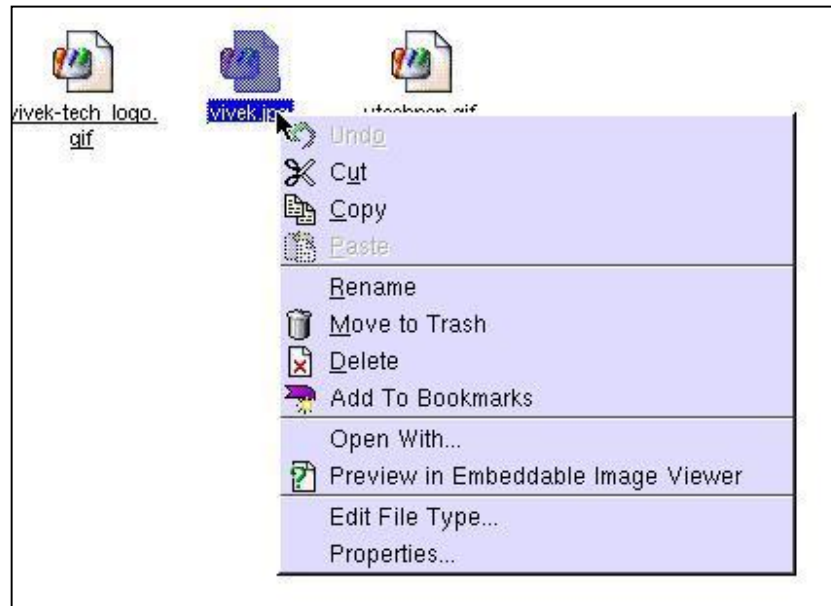 vivek-tech_logo.
gif
vivek.jpg
Undo
Cut
Copy
Paste
Rename
Move to Trash
Delete
Add To Bookmarks
Open With...
Preview in Embeddable Image Viewer
Edit File Type...
Properties...